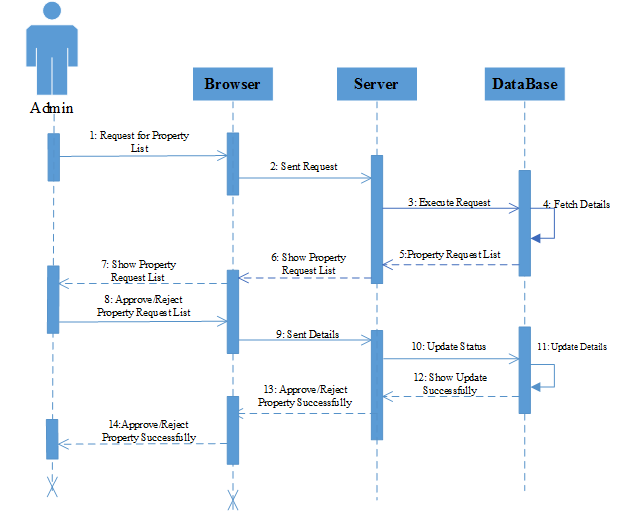 Admin
Browser
Server
DataBase
1: Request for Property
List
2: Sent Request
3: Execute Request
4: Fetch Details
5:Property Request List
6: Show Property
Request List
7: Show Property
Request List
8: Approve/Reject
Property Request List
9: Sent Details
10: Update Status
11: Update Details
12: Show Update
Successfully
13: Approve/Reject
Property Successfully
14:Approve/Reject
Property Successfully